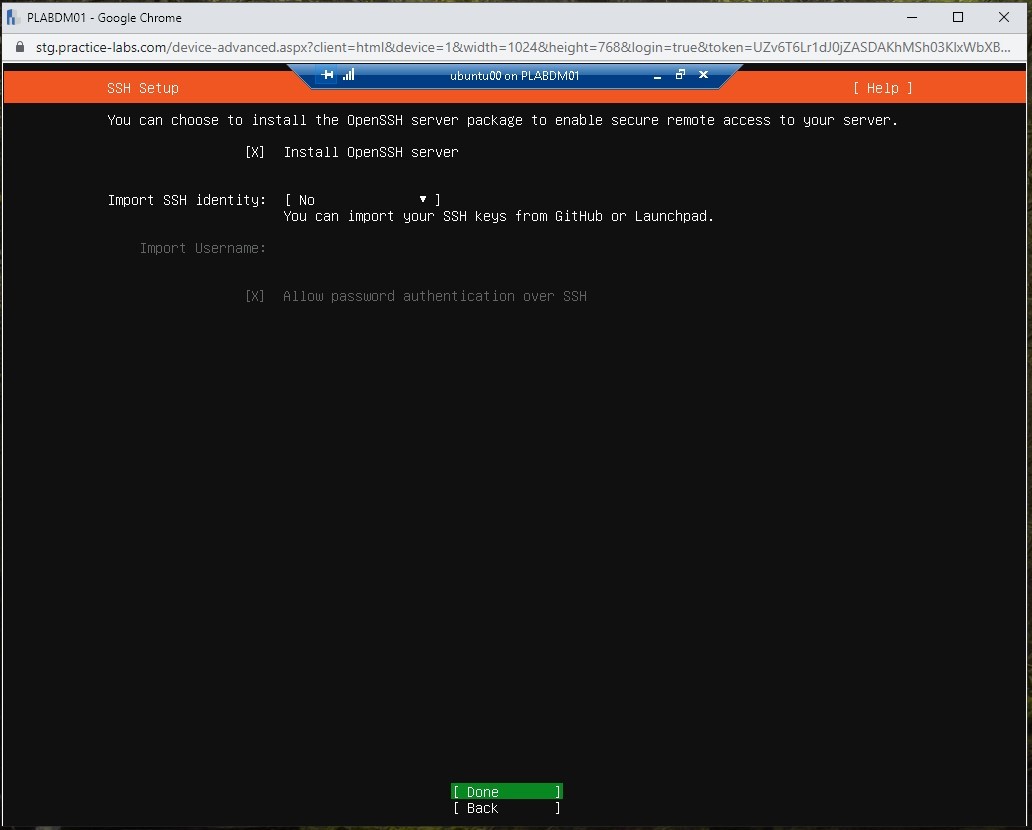 PLABDM01 - Google Chrome
stg.practice-labs.com/device-advanced.aspx?client=html&device=1&width=1024&height=768&login=true&token=UZv6T6Lr1dJ0jZASDAKhMSh03KIxWbXB...
ubuntu00 on PLABDM01
SSH Setup [ Help ]
You can choose to install the OpenSSH server package to enable secure remote access to your server.
[X] Install OpenSSH server
Import SSH identity: [ No ▾ ]
You can import your SSH keys from GitHub or Launchpad.
Import Username:
[X] Allow password authentication over SSH
[ Done ]
[ Back ]